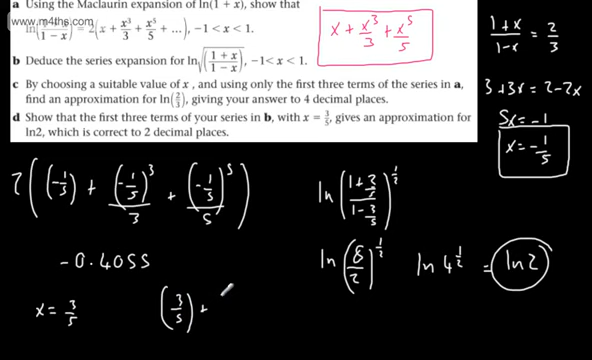 www.m4ths.com
a Using the Maclaurin expansion of ln(1 + x), show that
ln((1+x)/(1−x)) = 2(x + x³/3 + x⁵/5 + ...), −1 < x < 1.
b Deduce the series expansion for ln√((1 + x)/(1 − x)), −1 < x < 1.
c By choosing a suitable value of x, and using only the first three terms of the series in a,
find an approximation for ln(2/3), giving your answer to 4 decimal places.
d Show that the first three terms of your series in b, with x = 3/5, gives an approximation for
ln2, which is correct to 2 decimal places.
x + x³/3 + x⁵/5
(1+x)/(1−x) = 2/3
3+3x = 2−2x
5x = −1
x = −1/5
2((−1/5) + (−1/5)³/3 + (−1/5)⁵/5)
−0.4055
x = 3/5
(3/5) +
ln((1+3/5)/(1−3/5))^(1/2)
ln(8/2)^(1/2)
ln 4^(1/2) = ln 2